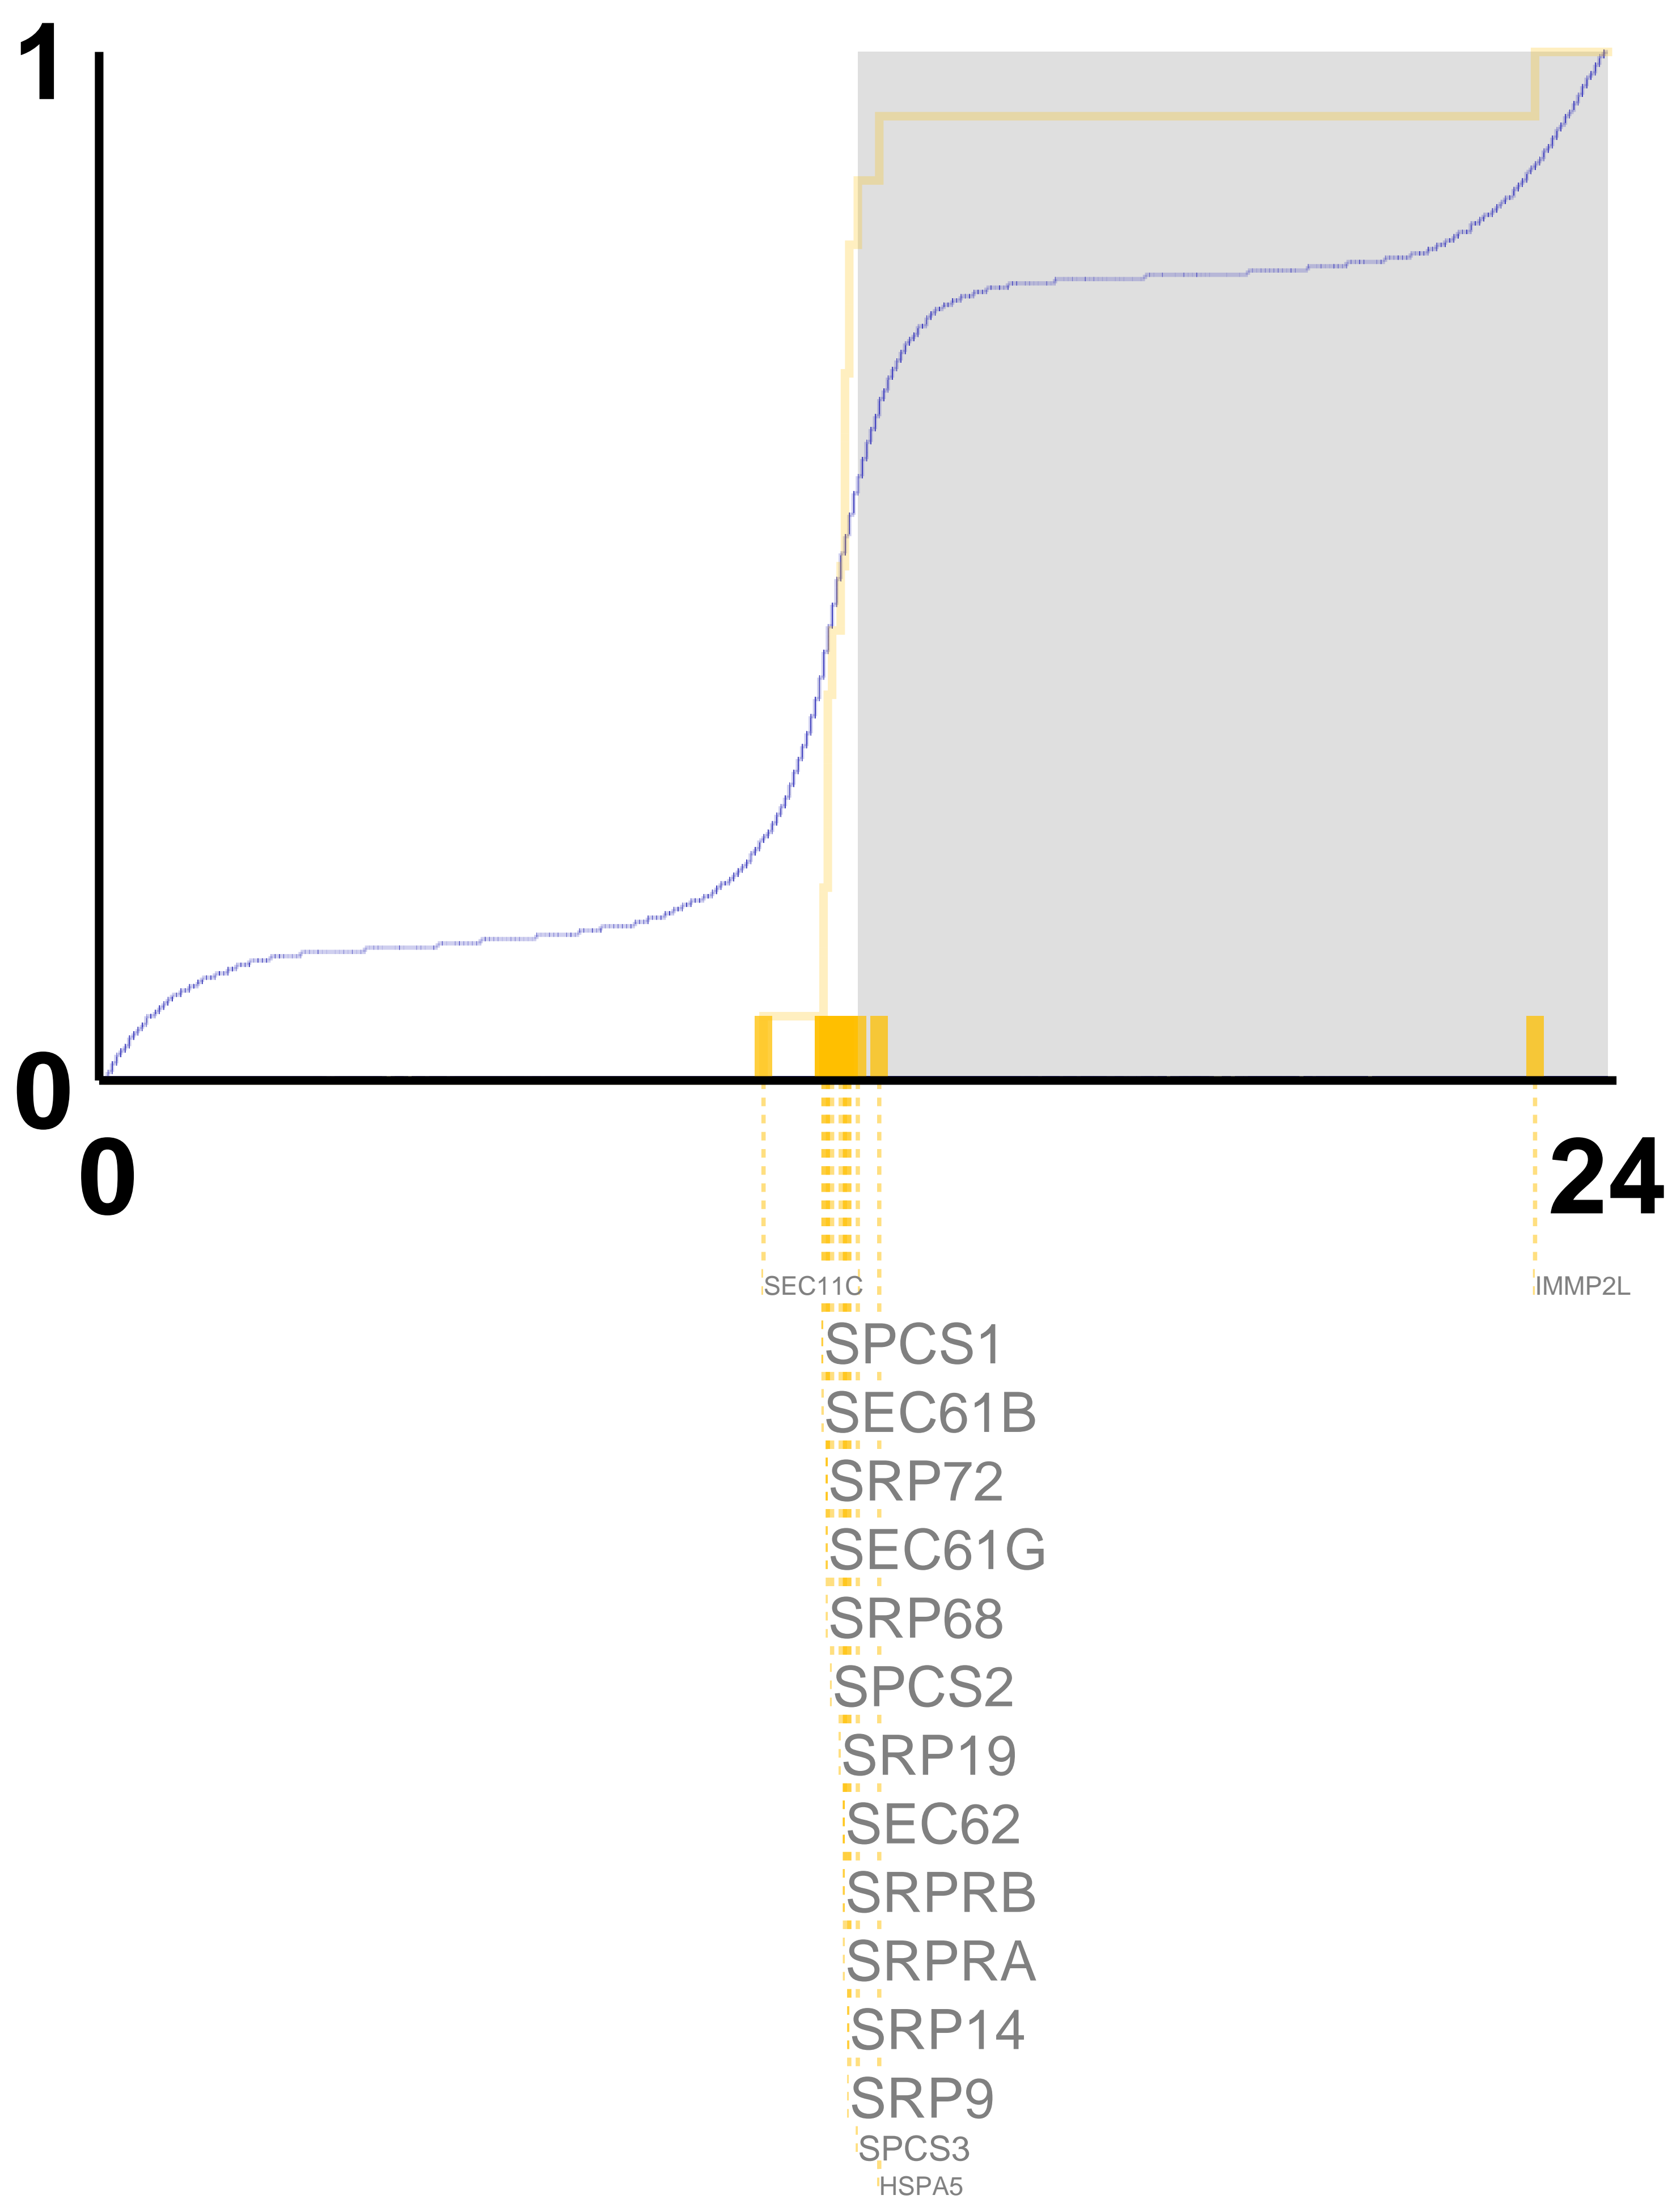 1
0
0 24
SEC11C IMMP2L
SPCS1
SEC61B
SRP72
SEC61G
SRP68
SPCS2
SRP19
SEC62
SRPRB
SRPRA
SRP14
SRP9
SPCS3
HSPA5